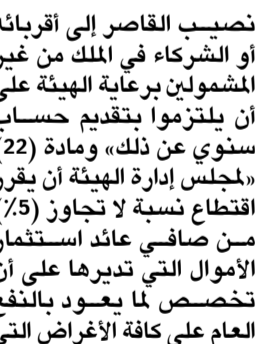 نصيب القاصر إلى أقربائه
أو الشركاء في الملك من غير
المشمولين برعاية الهيئة على
أن يلتزموا بتقديم حساب
سنوي عن ذلك» ومادة (22)
«لمجلس إدارة الهيئة أن يقرر
اقتطاع نسبة لا تجاوز (5٪)
من صافي عائد استثمار
الأموال التي تديرها على أن
تخصص لما يعود بالنفع
العام على كافة الأغراض التي